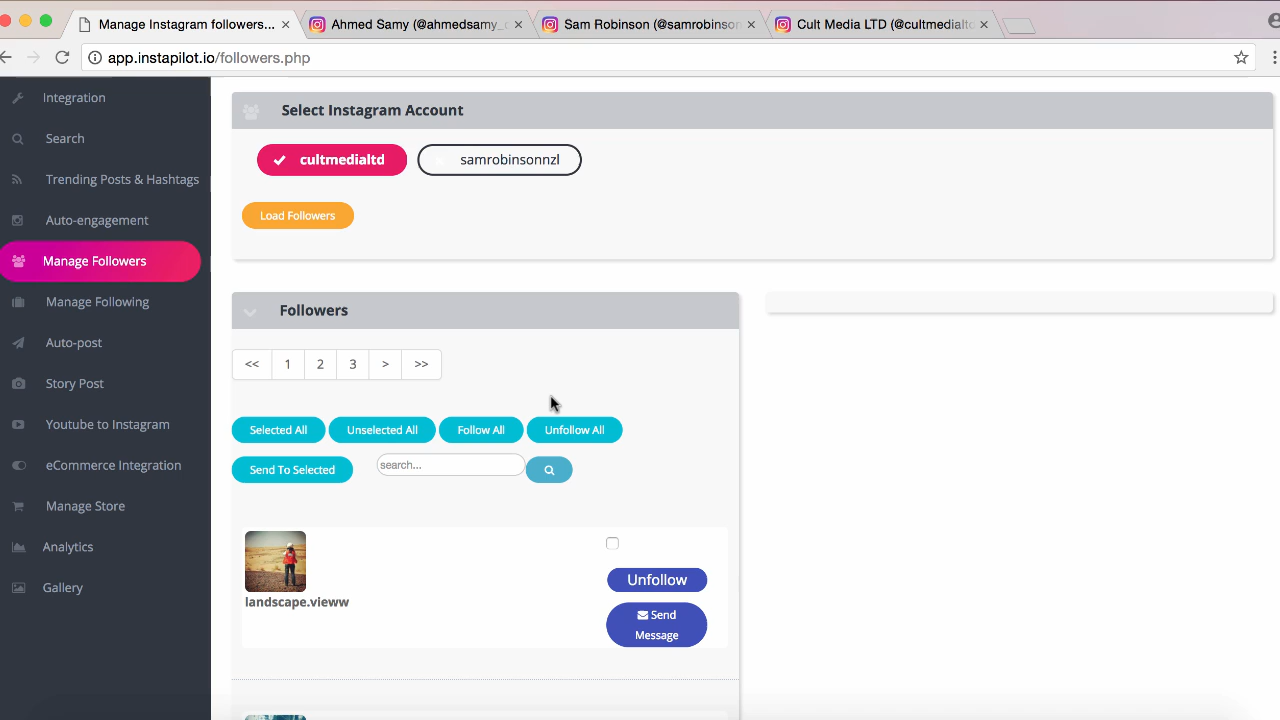 Manage Instagram followers...
Ahmed Samy (@ahmedsamy_
Sam Robinson (@samrobinson
Cult Media LTD (@cultmedialt
app.instapilot.io/followers.php
Integration
Search
Trending Posts & Hashtags
Auto-engagement
Manage Followers
Manage Following
Auto-post
Story Post
Youtube to Instagram
eCommerce Integration
Manage Store
Analytics
Gallery
Select Instagram Account
cultmedialtd
samrobinsonnzl
Load Followers
Followers
<< 1 2 3 > >>
Selected All Unselected All Follow All Unfollow All
Send To Selected search...
landscape.vieww
Unfollow
Send
Message